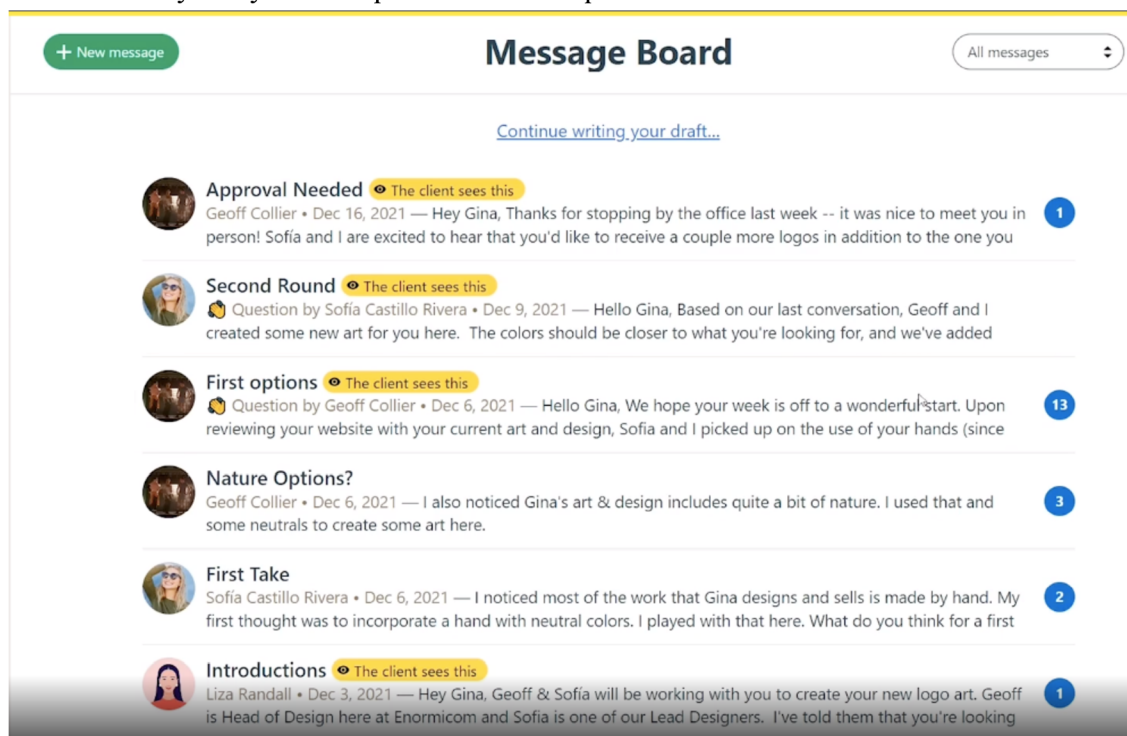 + New message
Message Board
All messages
Continue writing your draft...
Approval Needed The client sees this
Geoff Collier • Dec 16, 2021 — Hey Gina, Thanks for stopping by the office last week -- it was nice to meet you in
person! Sofía and I are excited to hear that you'd like to receive a couple more logos in addition to the one you
1
Second Round The client sees this
👋 Question by Sofía Castillo Rivera • Dec 9, 2021 — Hello Gina, Based on our last conversation, Geoff and I
created some new art for you here. The colors should be closer to what you're looking for, and we've added
First options The client sees this
👋 Question by Geoff Collier • Dec 6, 2021 — Hello Gina, We hope your week is off to a wonderful start. Upon
reviewing your website with your current art and design, Sofia and I picked up on the use of your hands (since
13
Nature Options?
Geoff Collier • Dec 6, 2021 — I also noticed Gina's art & design includes quite a bit of nature. I used that and
some neutrals to create some art here.
3
First Take
Sofía Castillo Rivera • Dec 6, 2021 — I noticed most of the work that Gina designs and sells is made by hand. My
first thought was to incorporate a hand with neutral colors. I played with that here. What do you think for a first
2
Introductions The client sees this
Liza Randall • Dec 3, 2021 — Hey Gina, Geoff & Sofía will be working with you to create your new logo art. Geoff
is Head of Design here at Enormicom and Sofia is one of our Lead Designers. I've told them that you're looking
1